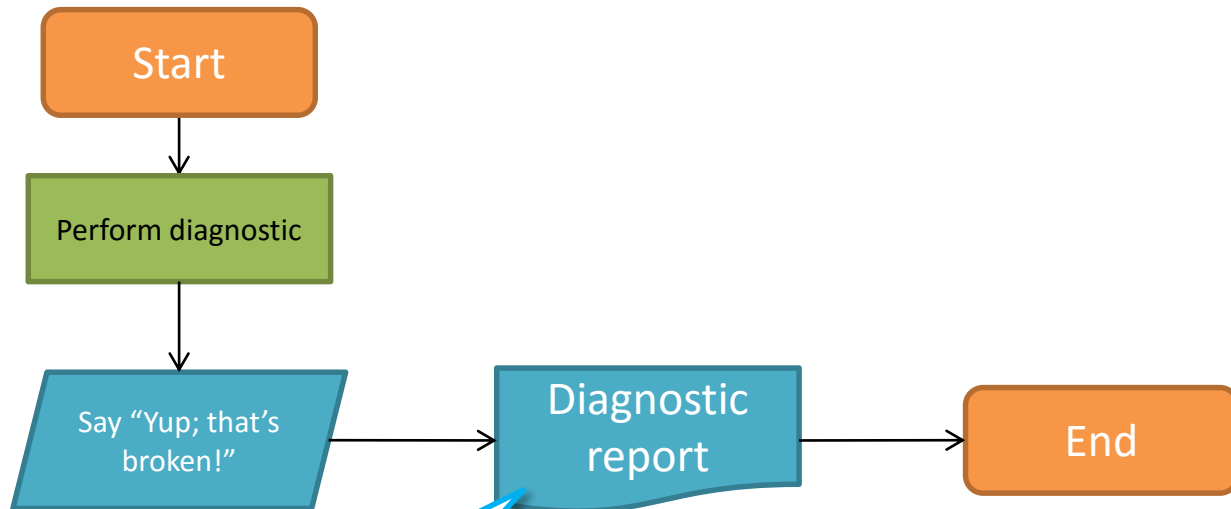 Start
Perform diagnostic
Say “Yup; that’s
broken!”
Diagnostic
report
End